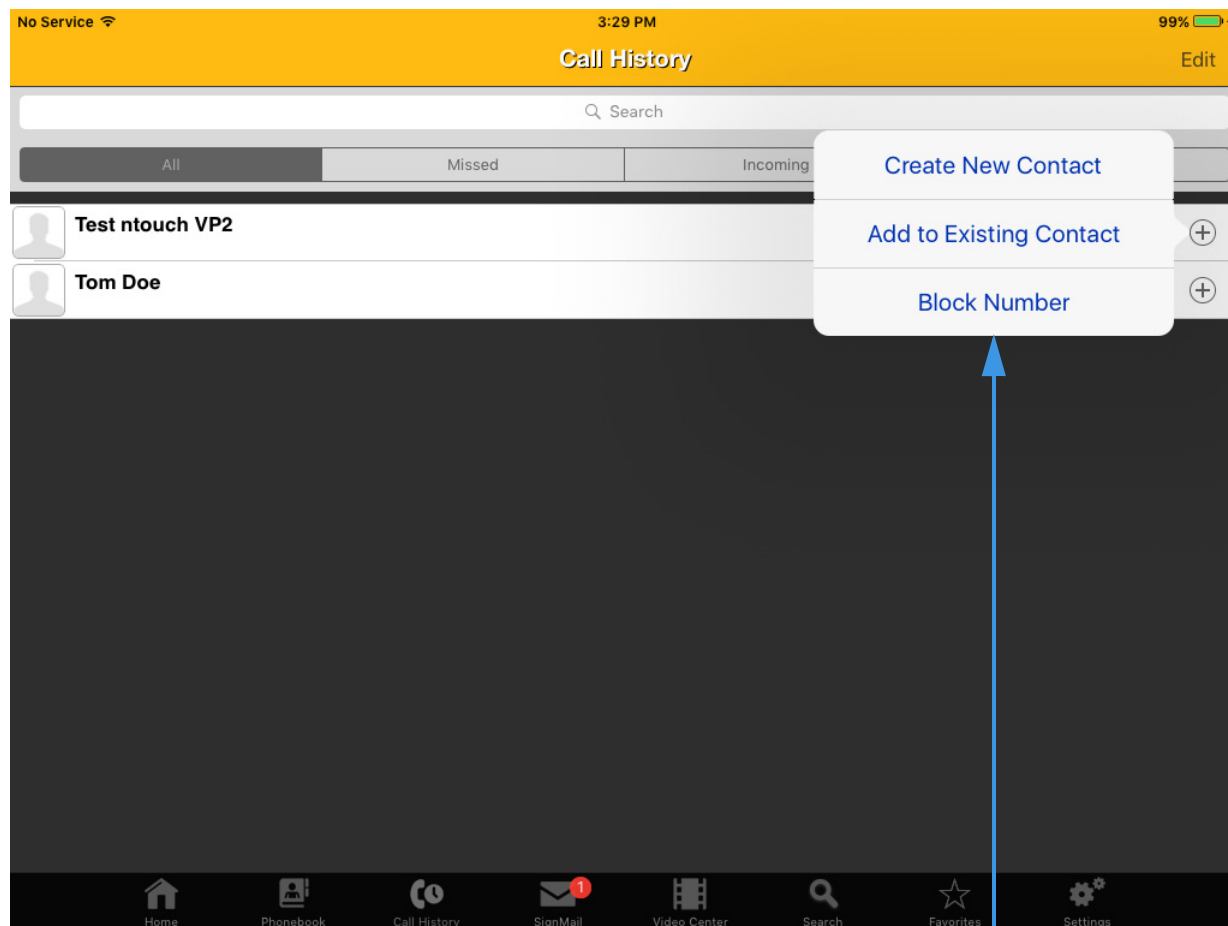 No Service 3:29 PM 99%
Call History Edit
Search
All Missed Incoming
Create New Contact
Test ntouch VP2
Add to Existing Contact
Tom Doe
Block Number
1
Home Phonebook Call History SignMail Video Center Search Favorites Settings